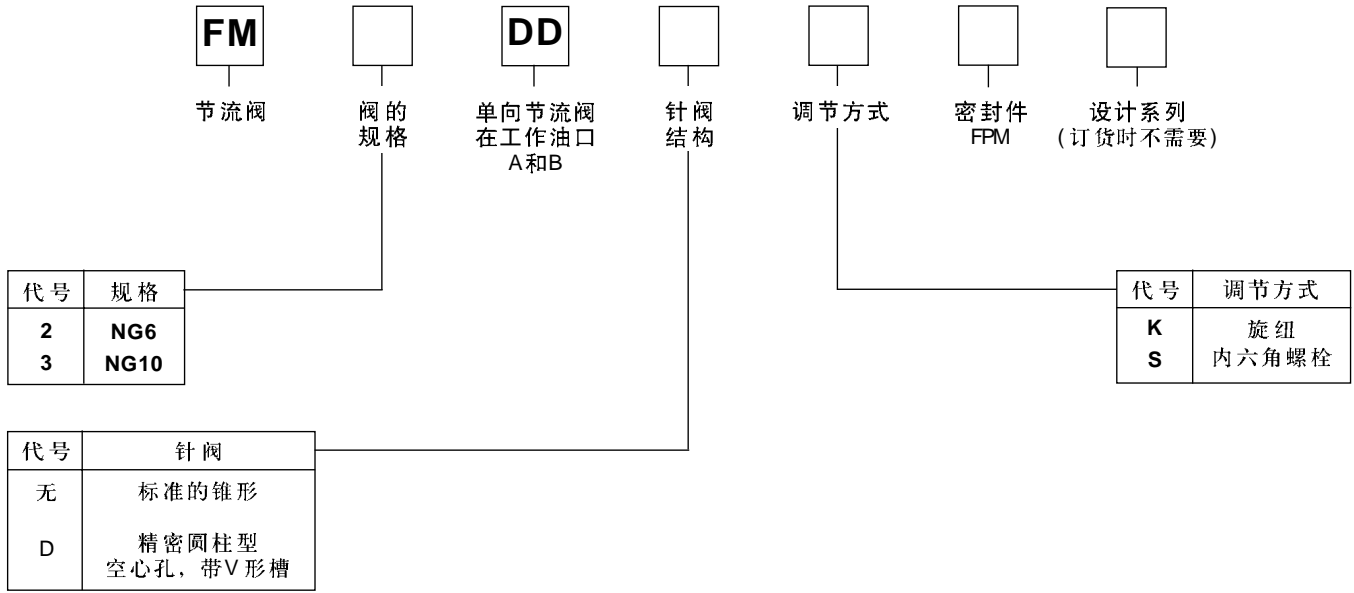 FM DD
节流阀 阀的 单向节流阀 针阀 调节方式 密封件 设计系列
规格 在工作油口 结构 FPM (订货时不需要)
A和B
代号 规格
2 NG6
3 NG10
代号 调节方式
K 旋纽
S 内六角螺栓
代号 针阀
无 标准的锥形
D 精密圆柱型
空心孔, 带V形槽